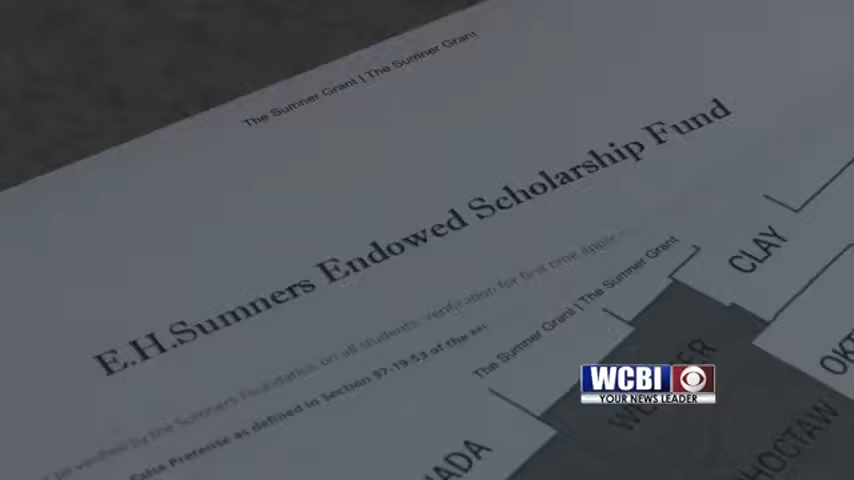 The Sumner Grant | The Sumner Grant
E.H.Sumners Endowed Scholarship Fund
be verified by the Sumners Foundation on all students. Verification for first time
False Pretense as defined in Section 97-19-53 of the
The Sumner Grant | The Sumner Grant
CLAY
WCBI
YOUR NEWS LEADER